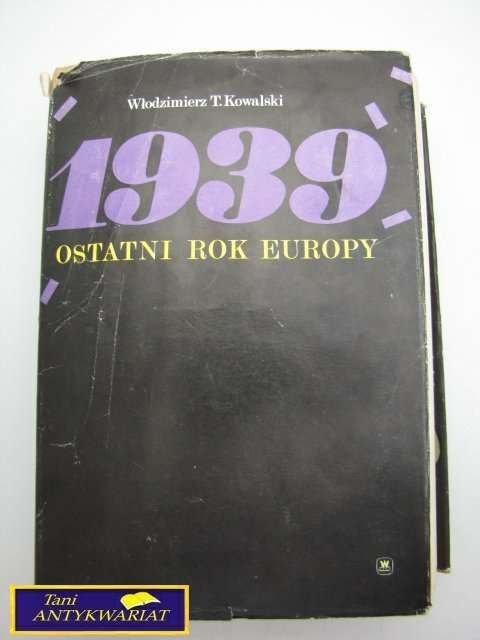 Włodzimierz T. Kowalski
1939
OSTATNI ROK EUROPY
W
Tani
ANTYKWARIAT